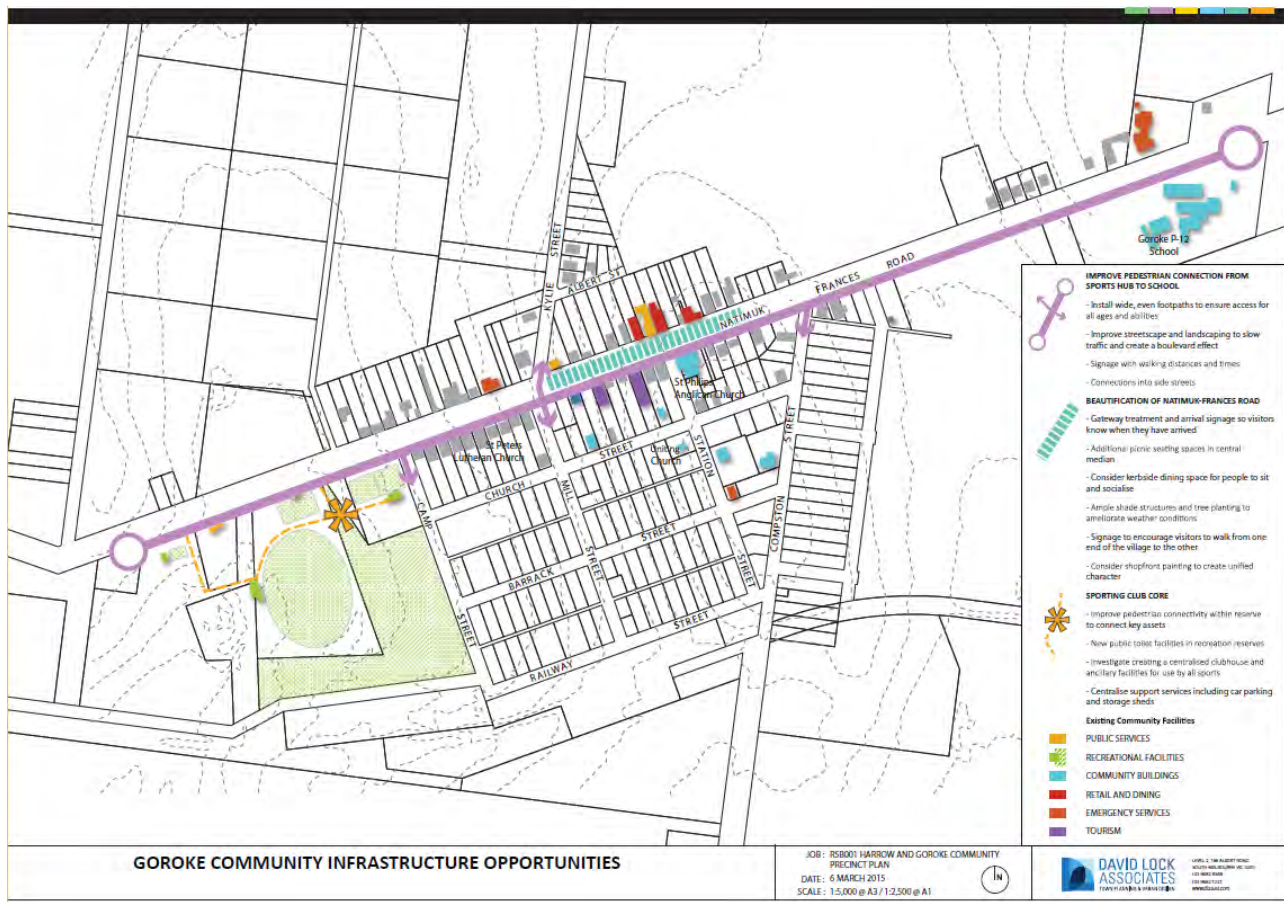 KYLIE STREET
ALBERT ST
NATIMUK
FRANCES ROAD
Goroke P-12
School
St Philips
Anglican Church
St Peters
Lutheran Church
Uniting
Church
CHURCH STREET
CAMP STREET
MILL STREET
STATION STREET
COMPSTON STREET
BARRACK STREET
RAILWAY STREET
IMPROVE PEDESTRIAN CONNECTION FROM
SPORTS HUB TO SCHOOL
- Install wide, even footpaths to ensure access for
all ages and abilities
- Improve streetscape and landscaping to slow
traffic and create a boulevard effect
- Signage with walking distances and times
- Connections into side streets
BEAUTIFICATION OF NATIMUK-FRANCES ROAD
- Gateway treatment and arrival signage so visitors
know when they have arrived
- Additional picnic seating spaces in central
median
- Consider kerbside dining space for people to sit
and socialise
- Ample shade structures and tree planting to
ameliorate weather conditions
- Signage to encourage visitors to walk from one
end of the village to the other
- Consider shopfront painting to create unified
character
SPORTING CLUB CORE
- Improve pedestrian connectivity within reserve
to connect key assets
- New public toilet facilities in recreation reserves
- Investigate creating a centralised clubhouse and
ancillary facilities for use by all sports
- Centralise support services including car parking
and storage sheds
Existing Community Facilities
PUBLIC SERVICES
RECREATIONAL FACILITIES
COMMUNITY BUILDINGS
RETAIL AND DINING
EMERGENCY SERVICES
TOURISM
GOROKE COMMUNITY INFRASTRUCTURE OPPORTUNITIES
JOB : RSB001 HARROW AND GOROKE COMMUNITY
PRECINCT PLAN
DATE : 6 MARCH 2015
SCALE : 1:5,000 @ A3 / 1:2,500 @ A1
N
DAVID LOCK
ASSOCIATES
TOWN PLANNING & URBAN DESIGN